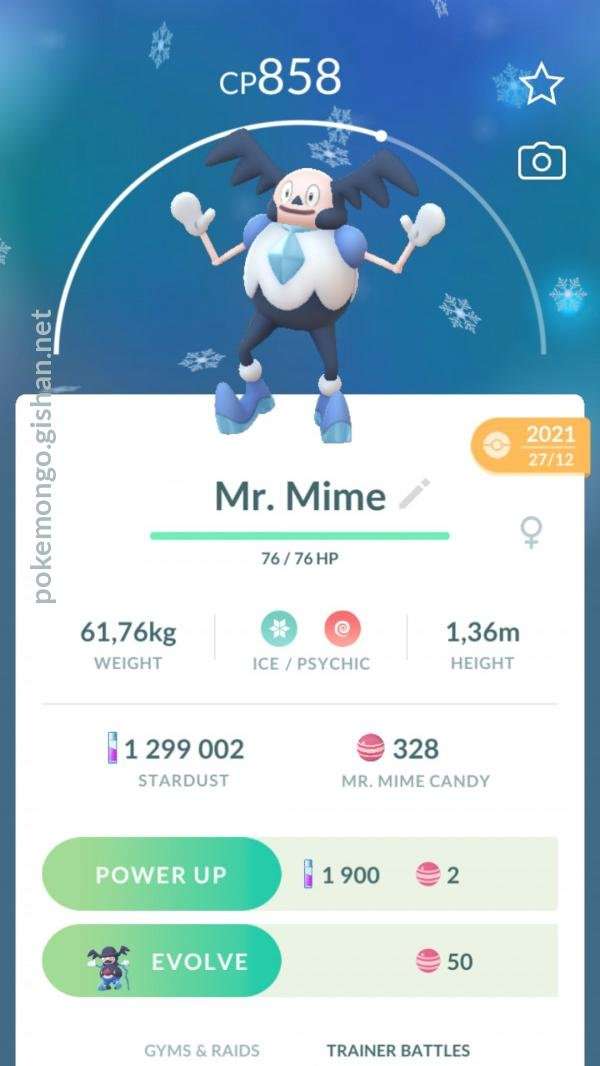 CP858
pokemongo.gishan.net
2021
27/12
Mr. Mime
76 / 76 HP
61,76kg
WEIGHT
ICE / PSYCHIC
1,36m
HEIGHT
1 299 002
STARDUST
328
MR. MIME CANDY
POWER UP 1 900 2
EVOLVE 50
GYMS & RAIDS TRAINER BATTLES